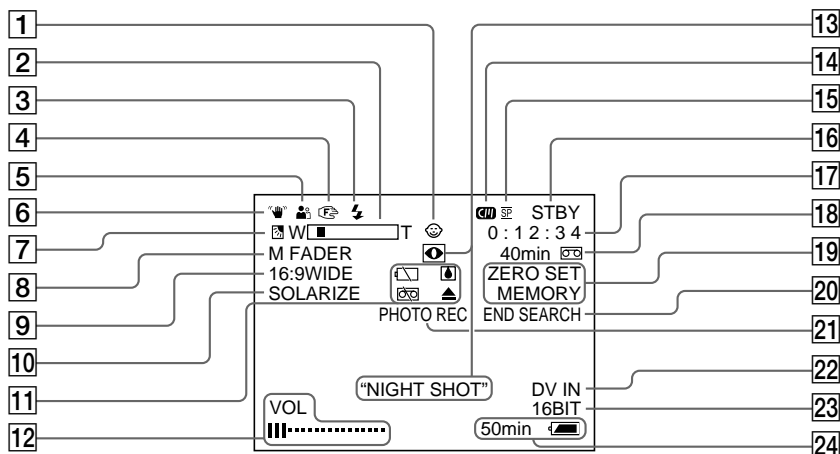 1
2
3
4
5
6
7
8
9
10
11
12
W T
M FADER
16:9WIDE
SOLARIZE
VOL
F
CM SP STBY
0:12:34
40min
ZERO SET
MEMORY
PHOTO REC END SEARCH
“NIGHT SHOT”
DV IN
16BIT
50min
13
14
15
16
17
18
19
20
21
22
23
24